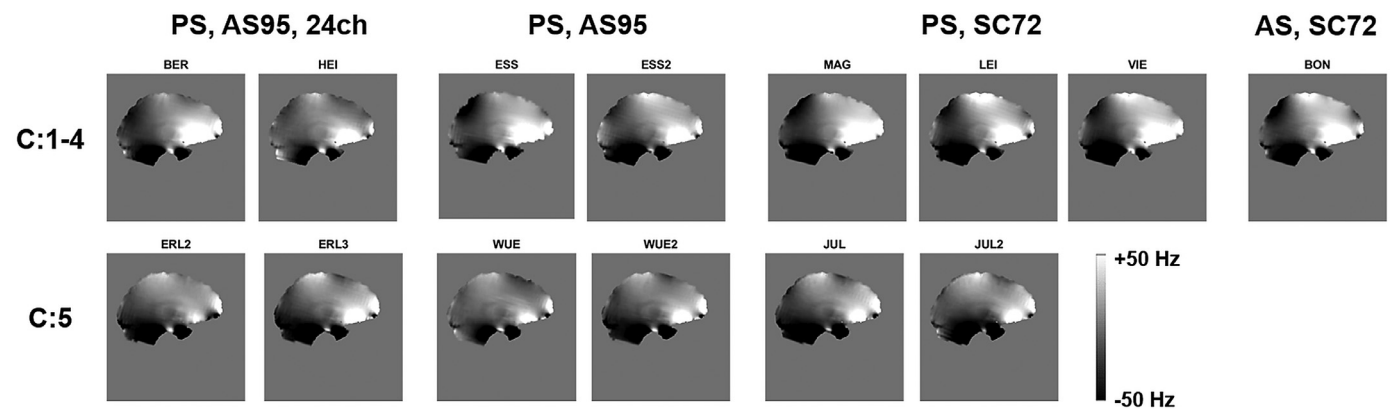 PS, AS95, 24ch PS, AS95 PS, SC72 AS, SC72
BER HEI ESS ESS2 MAG LEI VIE BON
C:1-4
ERL2 ERL3 WUE WUE2 JUL JUL2
+50 Hz
C:5
-50 Hz